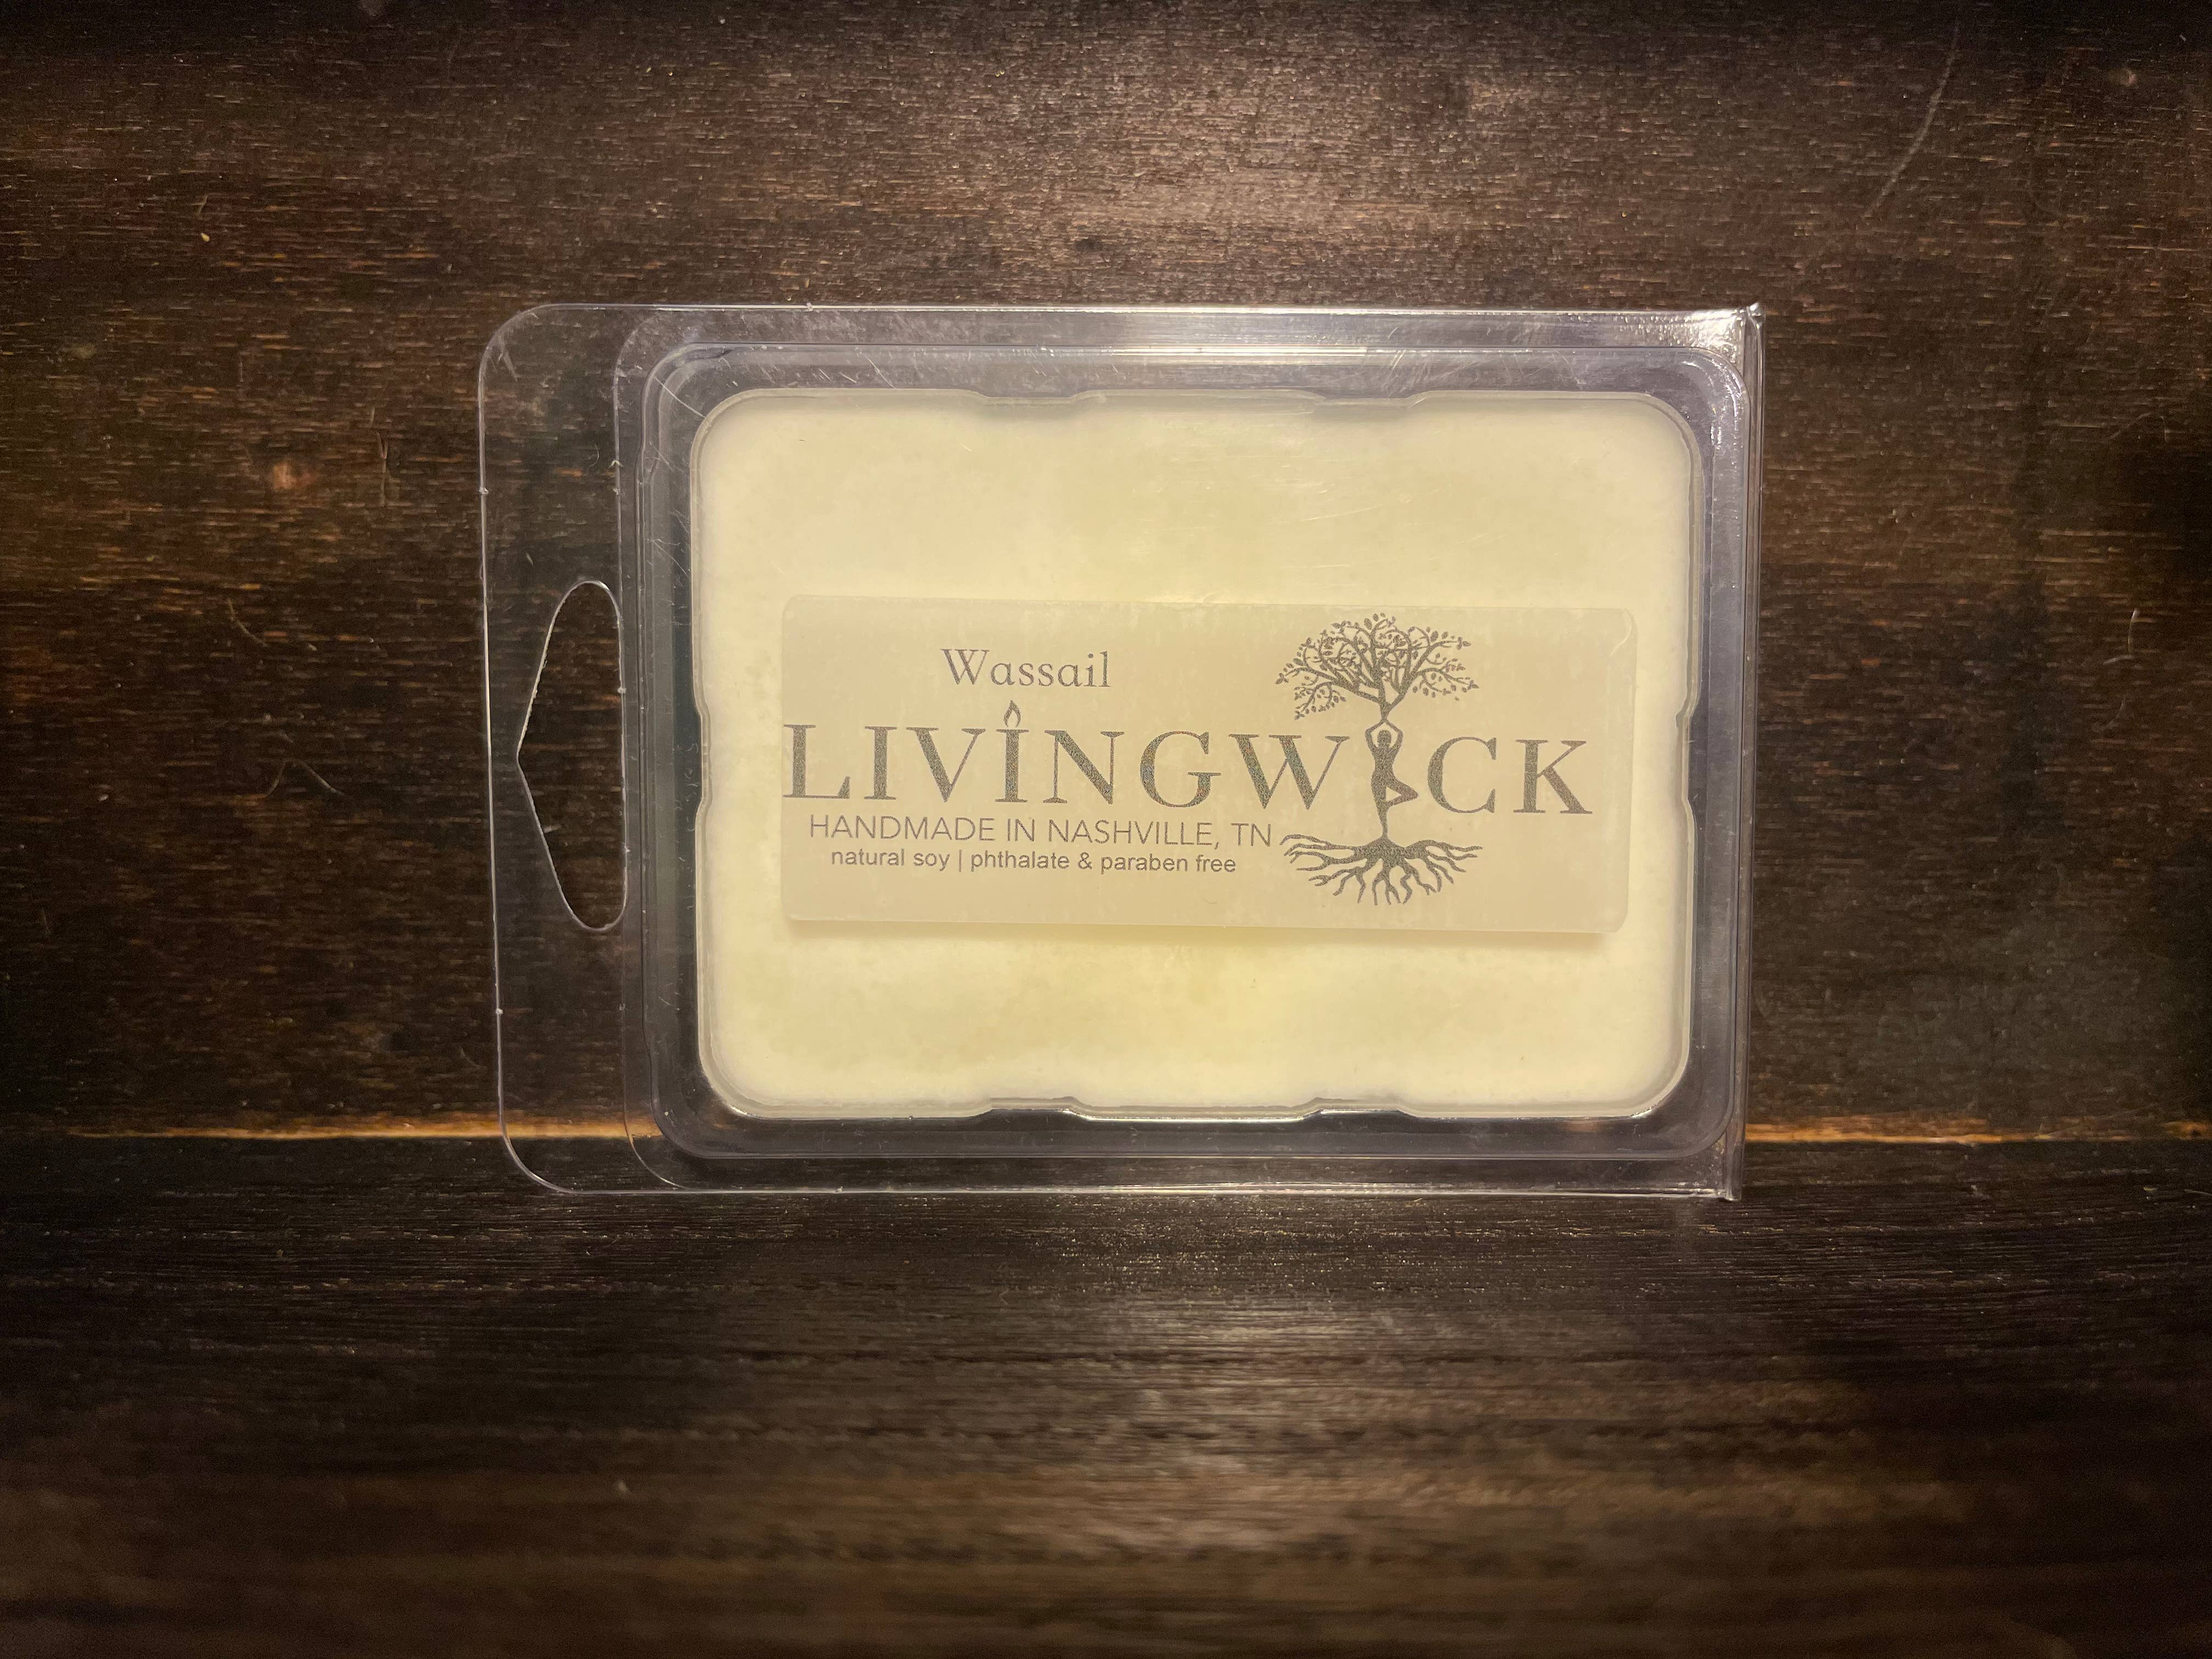 Wassail
LIVINGWICK
HANDMADE IN NASHVILLE, TN
natural soy | phthalate & paraben free